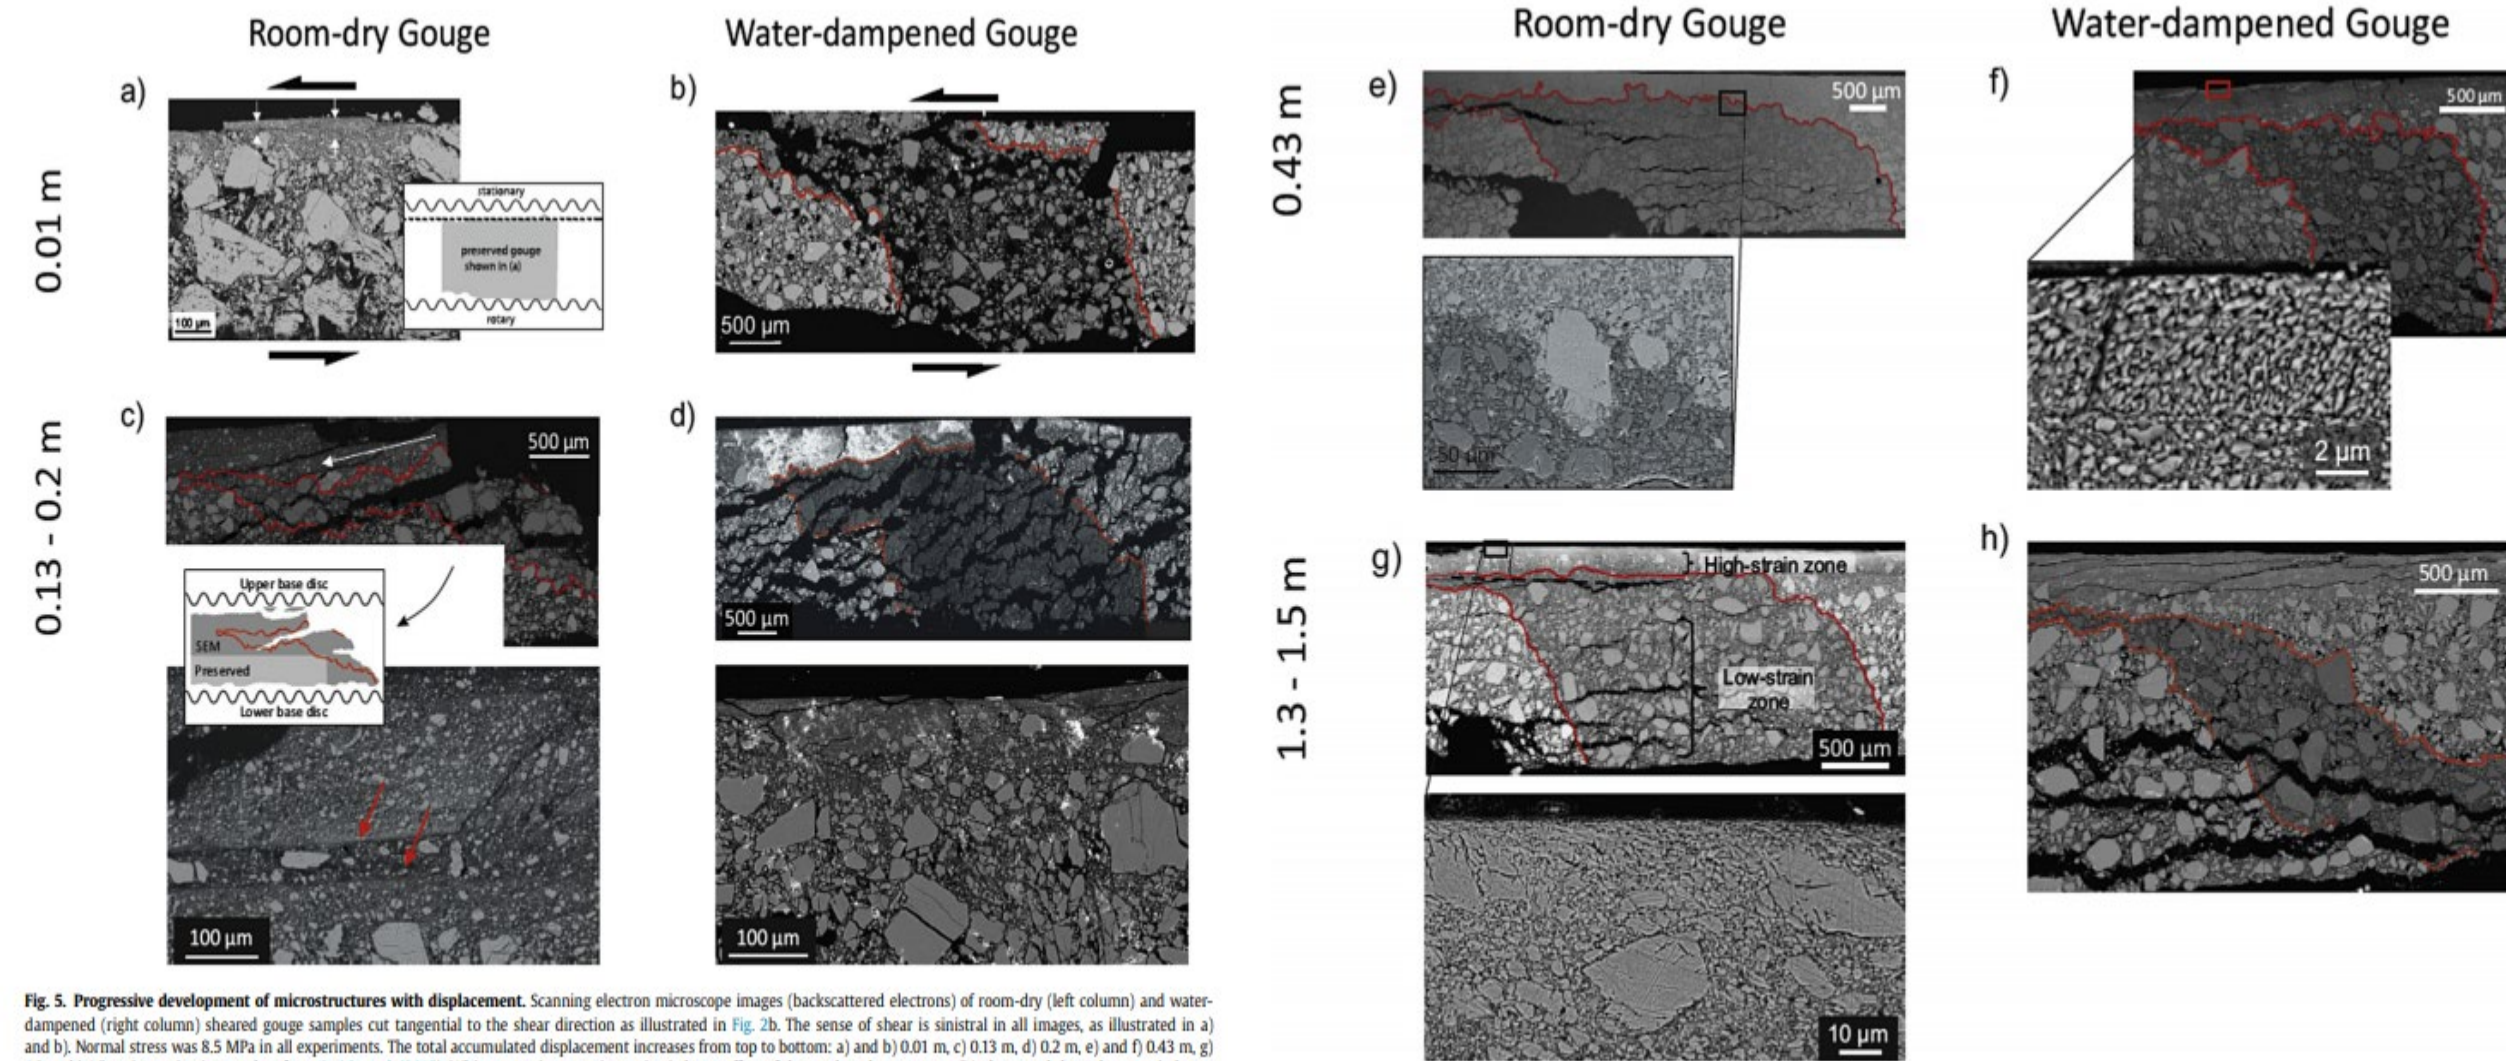 Room-dry Gouge
Water-dampened Gouge
0.01 m
a)
stationary
preserved gouge
shown in (a)
rotary
100 µm
b)
500 µm
0.13 - 0.2 m
c)
500 µm
Upper base disc
SEM
Preserved
Lower base disc
100 µm
d)
500 µm
100 µm
Room-dry Gouge
Water-dampened Gouge
0.43 m
e)
500 µm
50 µm
f)
500 µm
2 µm
1.3 - 1.5 m
g)
High-strain zone
Low-strain
zone
500 µm
10 µm
h)
500 µm
Fig. 5. Progressive development of microstructures with displacement. Scanning electron microscope images (backscattered electrons) of room-dry (left column) and water-
dampened (right column) sheared gouge samples cut tangential to the shear direction as illustrated in Fig. 2b. The sense of shear is sinistral in all images, as illustrated in a)
and b). Normal stress was 8.5 MPa in all experiments. The total accumulated displacement increases from top to bottom: a) and b) 0.01 m, c) 0.13 m, d) 0.2 m, e) and f) 0.43 m, g)